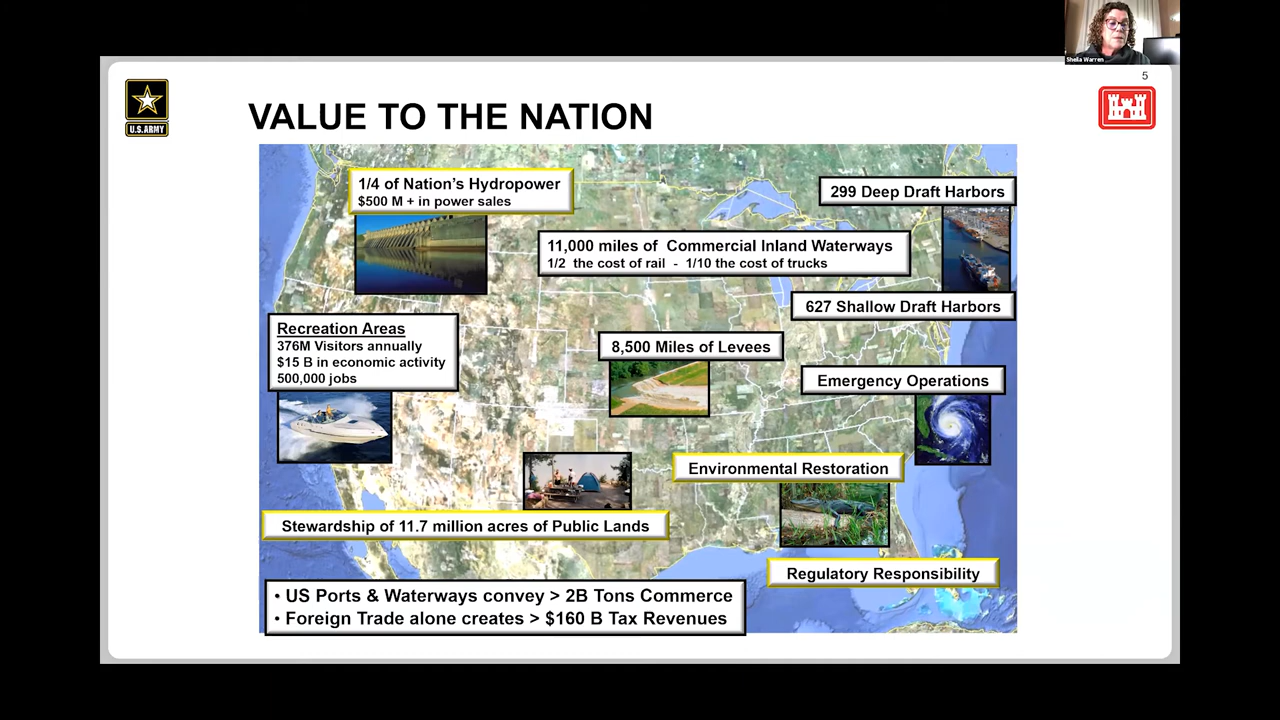 Sheila Warren
5
U.S.ARMY
VALUE TO THE NATION
1/4 of Nation's Hydropower
$500 M + in power sales
299 Deep Draft Harbors
11,000 miles of Commercial Inland Waterways
1/2 the cost of rail - 1/10 the cost of trucks
627 Shallow Draft Harbors
Recreation Areas
376M Visitors annually
$15 B in economic activity
500,000 jobs
8,500 Miles of Levees
Emergency Operations
Environmental Restoration
Stewardship of 11.7 million acres of Public Lands
Regulatory Responsibility
• US Ports & Waterways convey > 2B Tons Commerce
• Foreign Trade alone creates > $160 B Tax Revenues